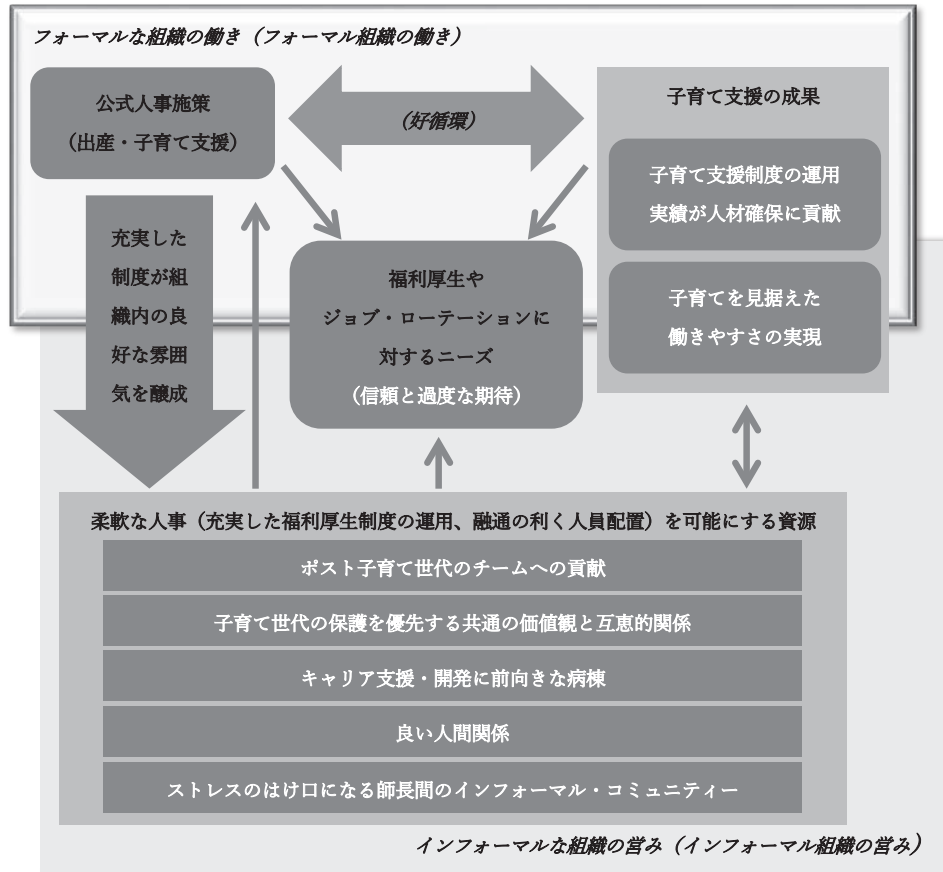 フォーマルな組織の働き（フォーマル組織の働き）
公式人事施策
（出産・子育て支援）
（好循環）
子育て支援の成果
子育て支援制度の運用
実績が人材確保に貢献
子育てを見据えた
働きやすさの実現
充実した
制度が組
織内の良
好な雰囲
気を醸成
福利厚生や
ジョブ・ローテーションに
対するニーズ
（信頼と過度な期待）
柔軟な人事（充実した福利厚生制度の運用、融通の利く人員配置）を可能にする資源
ポスト子育て世代のチームへの貢献
子育て世代の保護を優先する共通の価値観と互恵的関係
キャリア支援・開発に前向きな病棟
良い人間関係
ストレスのはけ口になる師長間のインフォーマル・コミュニティー
インフォーマルな組織の営み（インフォーマル組織の営み）